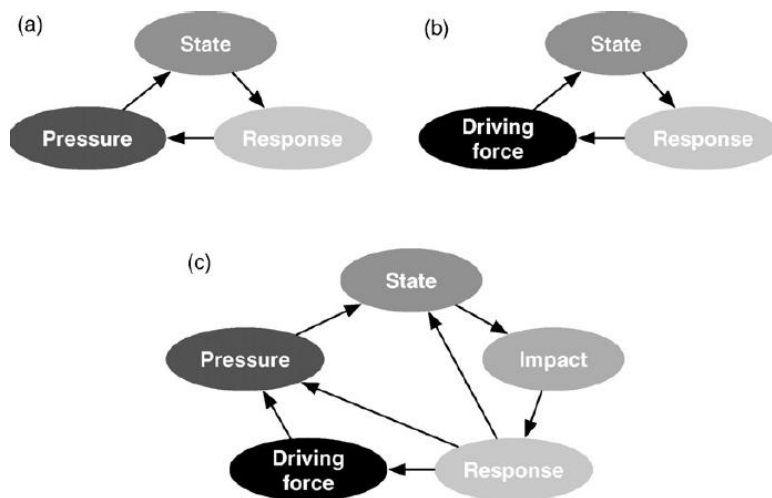 (a)
State
Pressure
Response
(b)
State
Driving
force
Response
(c)
State
Pressure
Impact
Driving
force
Response